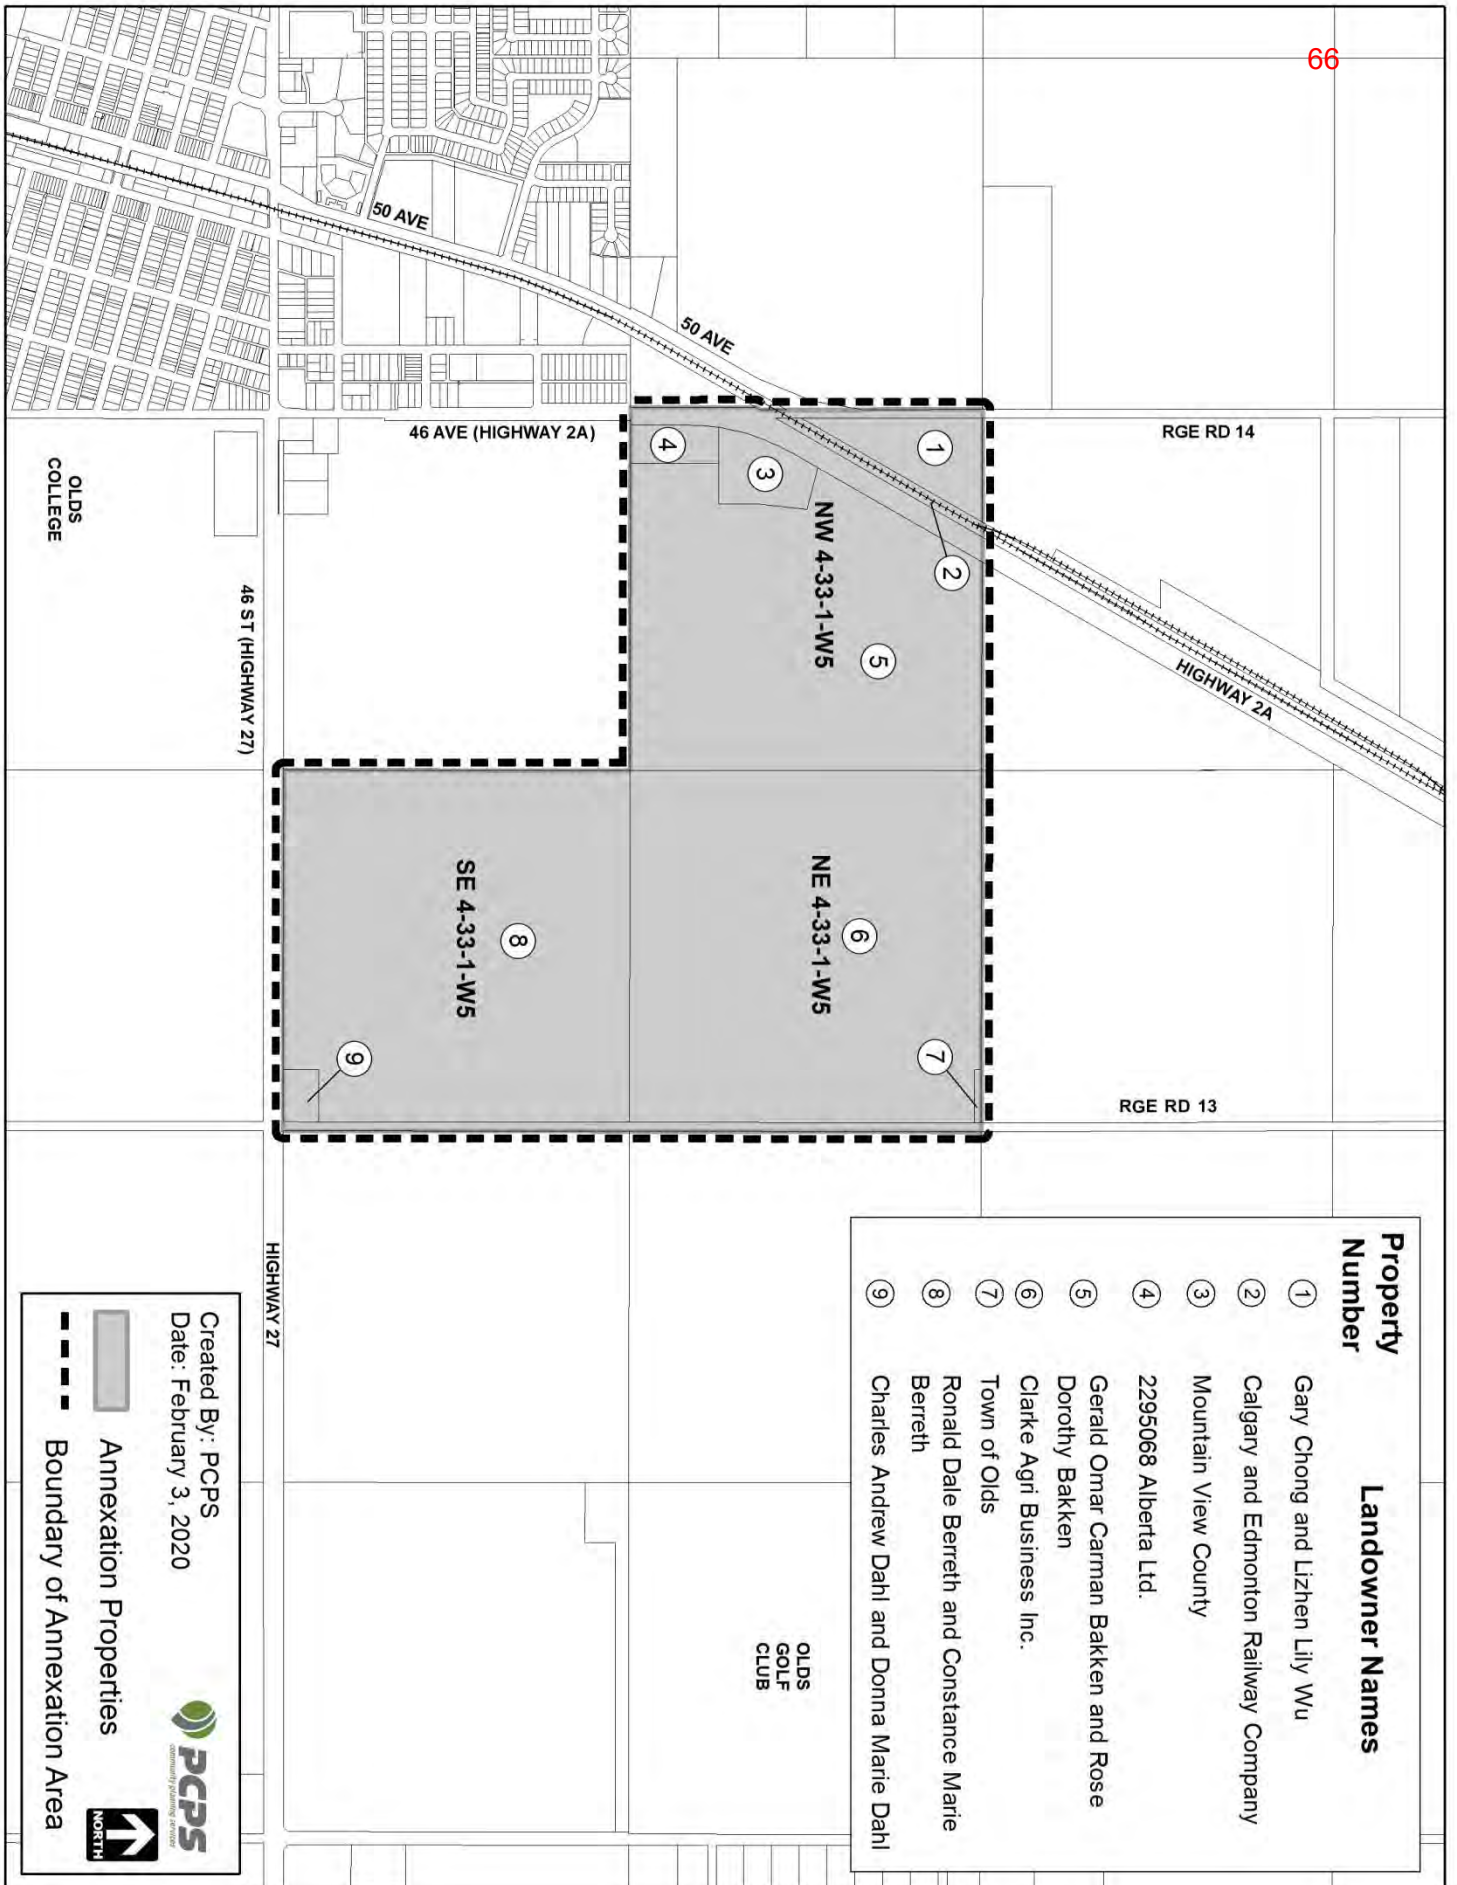 66
50 AVE
50 AVE
46 AVE (HIGHWAY 2A)
RGE RD 14
OLDS
COLLEGE
46 ST (HIGHWAY 27)
HIGHWAY 2A
1
2
3
4
NW 4-33-1-W5
5
NE 4-33-1-W5
6
7
SE 4-33-1-W5
8
9
RGE RD 13
HIGHWAY 27
OLDS
GOLF
CLUB
Property
Number
Landowner Names
1 Gary Chong and Lizhen Lily Wu
2 Calgary and Edmonton Railway Company
3 Mountain View County
4 2295068 Alberta Ltd.
5 Gerald Omar Carman Bakken and Rose
Dorothy Bakken
6 Clarke Agri Business Inc.
7 Town of Olds
8 Ronald Dale Berreth and Constance Marie
Berreth
9 Charles Andrew Dahl and Donna Marie Dahl
Created By: PCPS
Date: February 3, 2020
PCPS
community planning services
Annexation Properties
Boundary of Annexation Area
NORTH